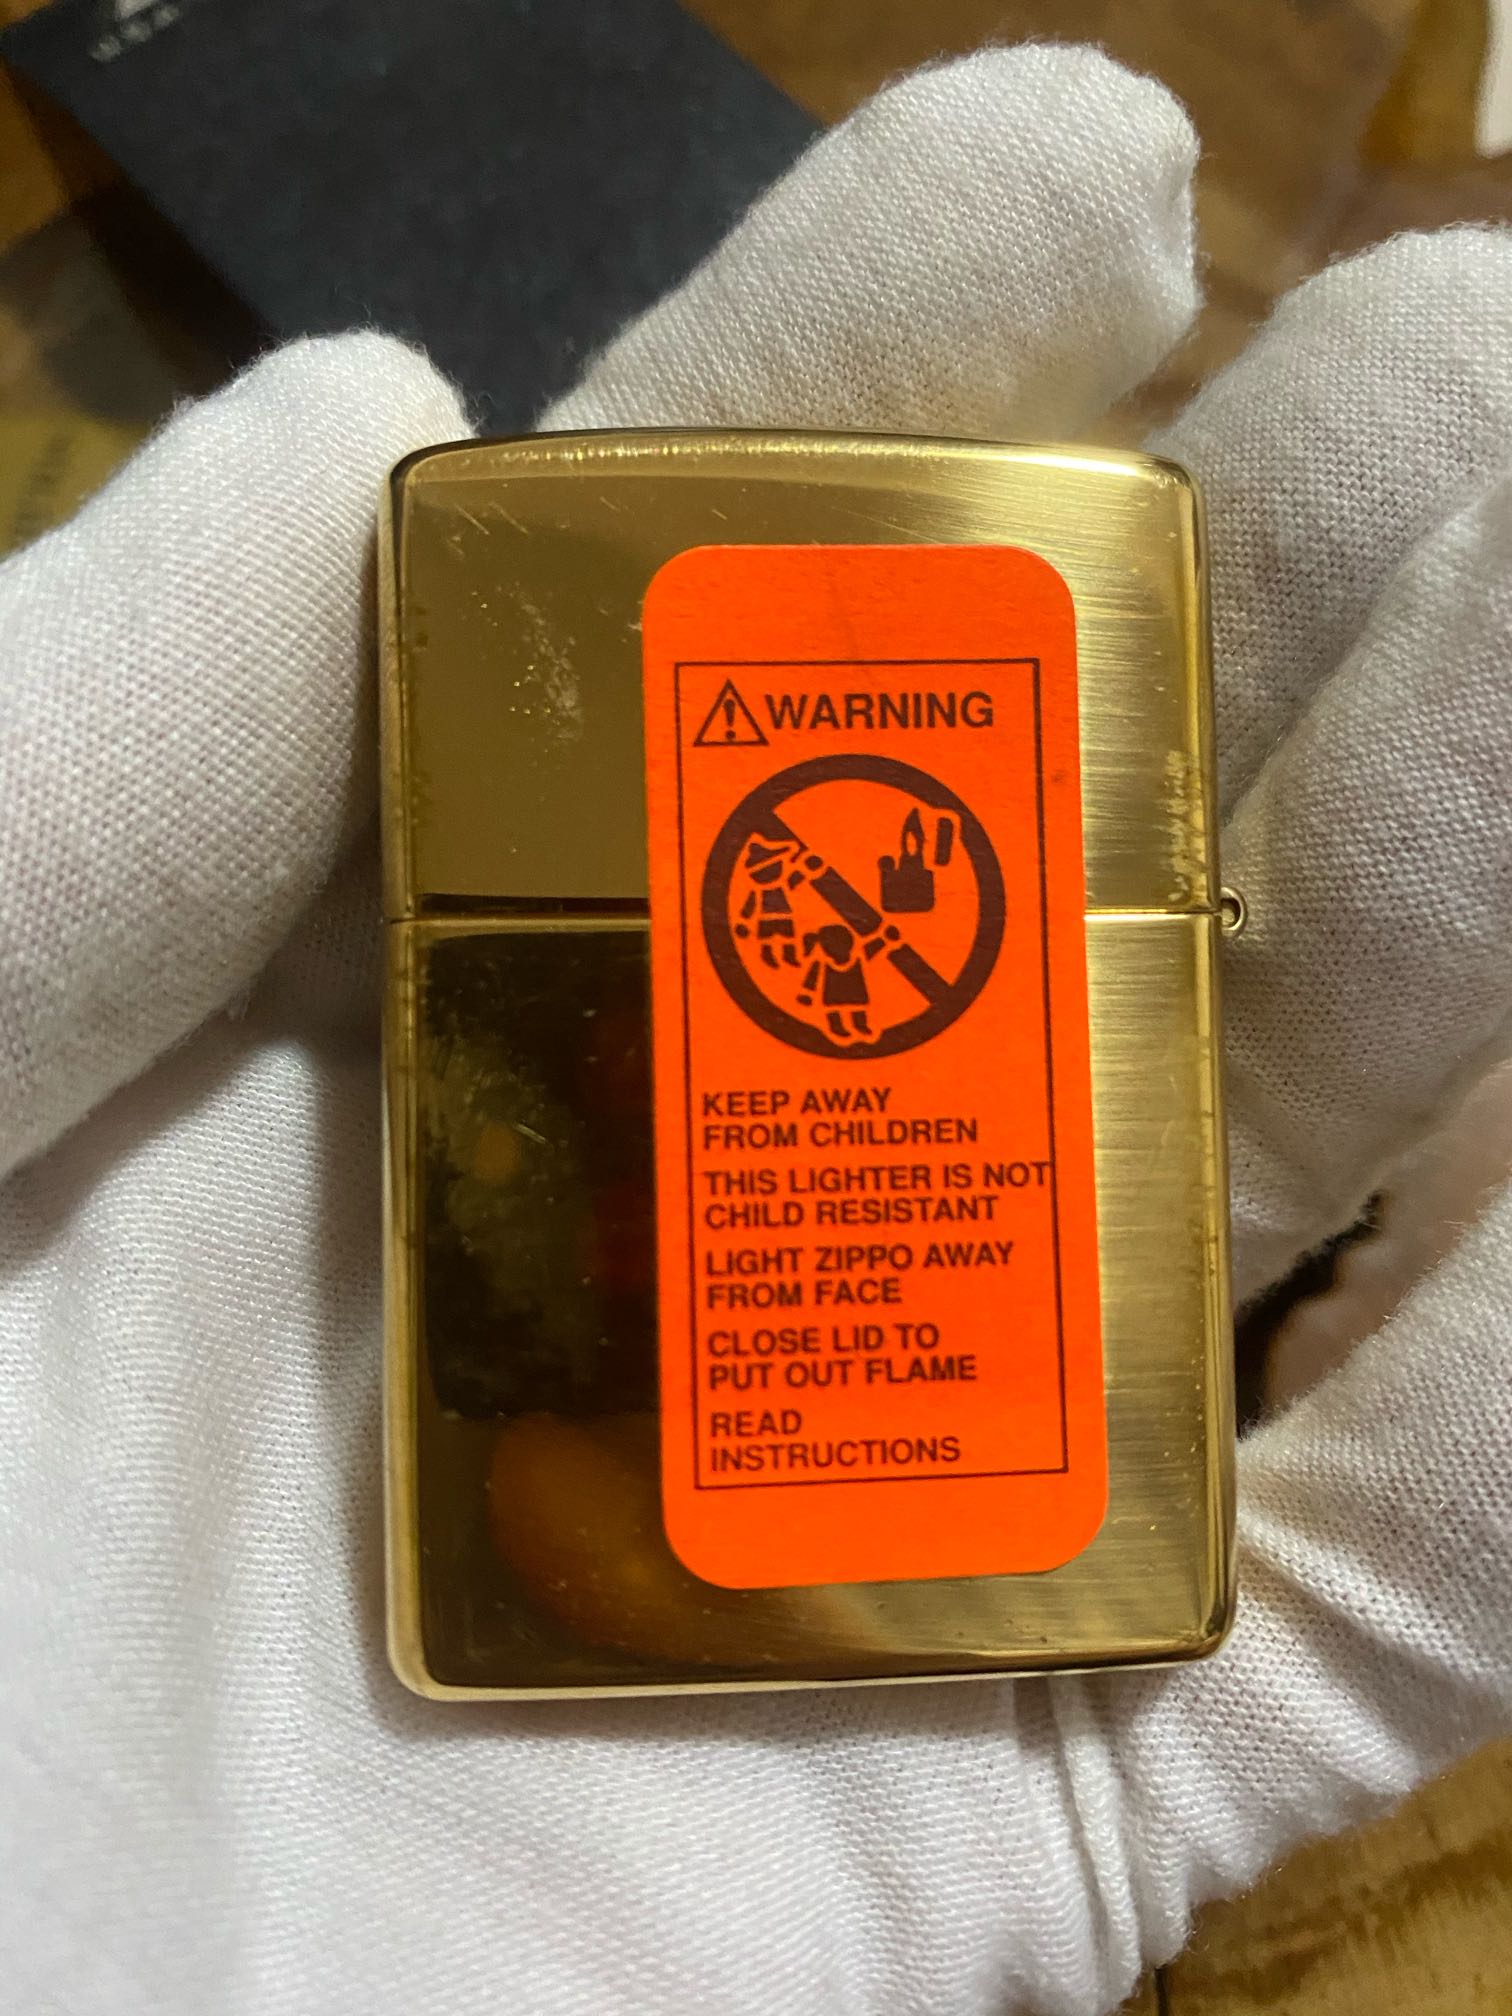 U.S.A
WARNING
KEEP AWAY
FROM CHILDREN
THIS LIGHTER IS NOT
CHILD RESISTANT
LIGHT ZIPPO AWAY
FROM FACE
CLOSE LID TO
PUT OUT FLAME
READ
INSTRUCTIONS